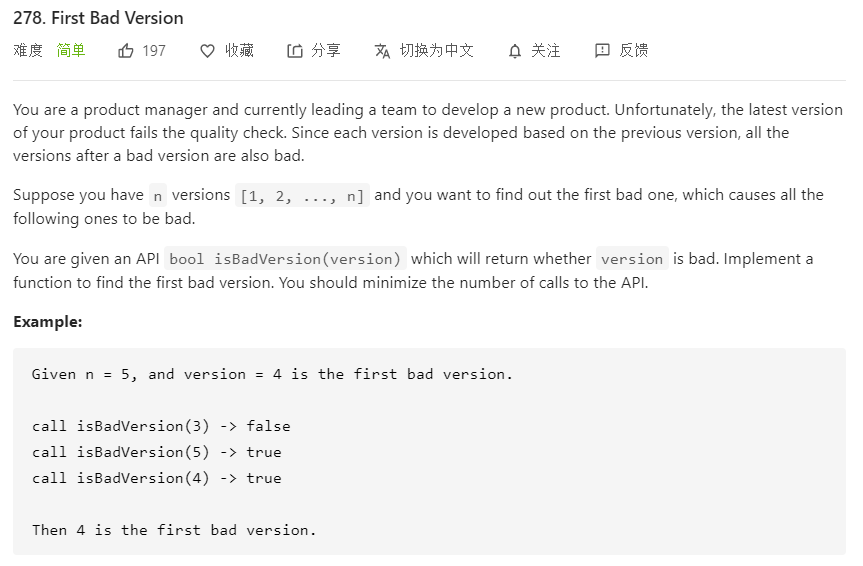 278. First Bad Version
难度 简单 197 收藏 分享 切换为中文 关注 反馈
You are a product manager and currently leading a team to develop a new product. Unfortunately, the latest version
of your product fails the quality check. Since each version is developed based on the previous version, all the
versions after a bad version are also bad.
Suppose you have n versions [1, 2, ..., n] and you want to find out the first bad one, which causes all the
following ones to be bad.
You are given an API bool isBadVersion(version) which will return whether version is bad. Implement a
function to find the first bad version. You should minimize the number of calls to the API.
Example:
Given n = 5, and version = 4 is the first bad version.
call isBadVersion(3) -> false
call isBadVersion(5) -> true
call isBadVersion(4) -> true
Then 4 is the first bad version.